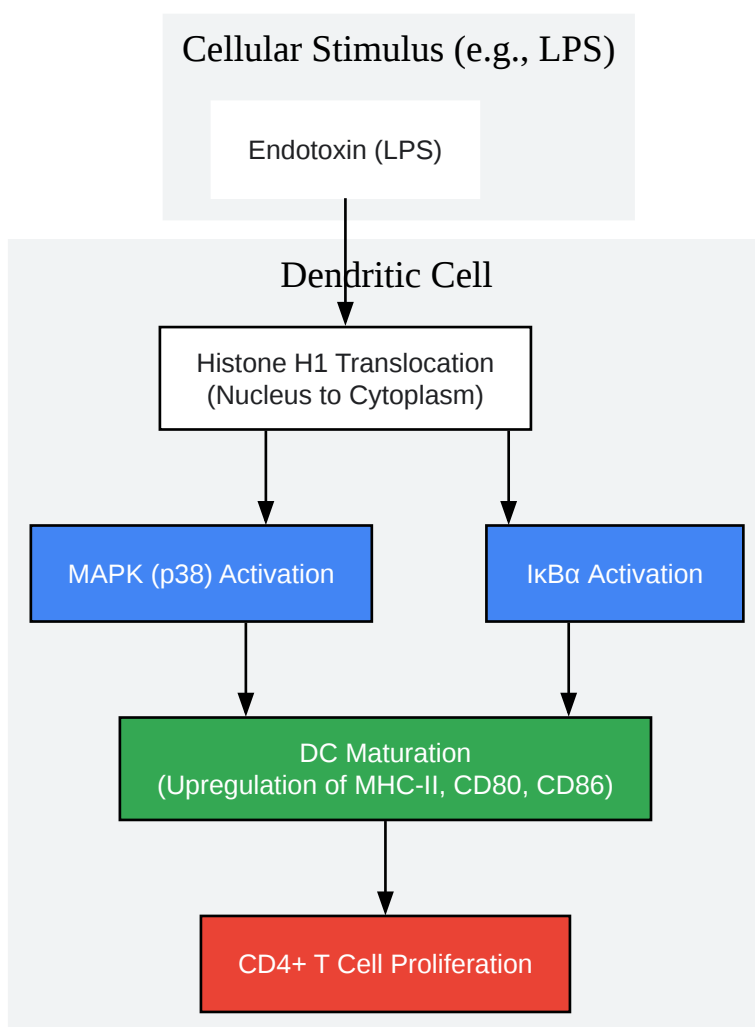 Cellular Stimulus (e.g., LPS)
Endotoxin (LPS)
Dendritic Cell
Histone H1 Translocation
(Nucleus to Cytoplasm)
MAPK (p38) Activation
IκBα Activation
DC Maturation
(Upregulation of MHC-II, CD80, CD86)
CD4+ T Cell Proliferation